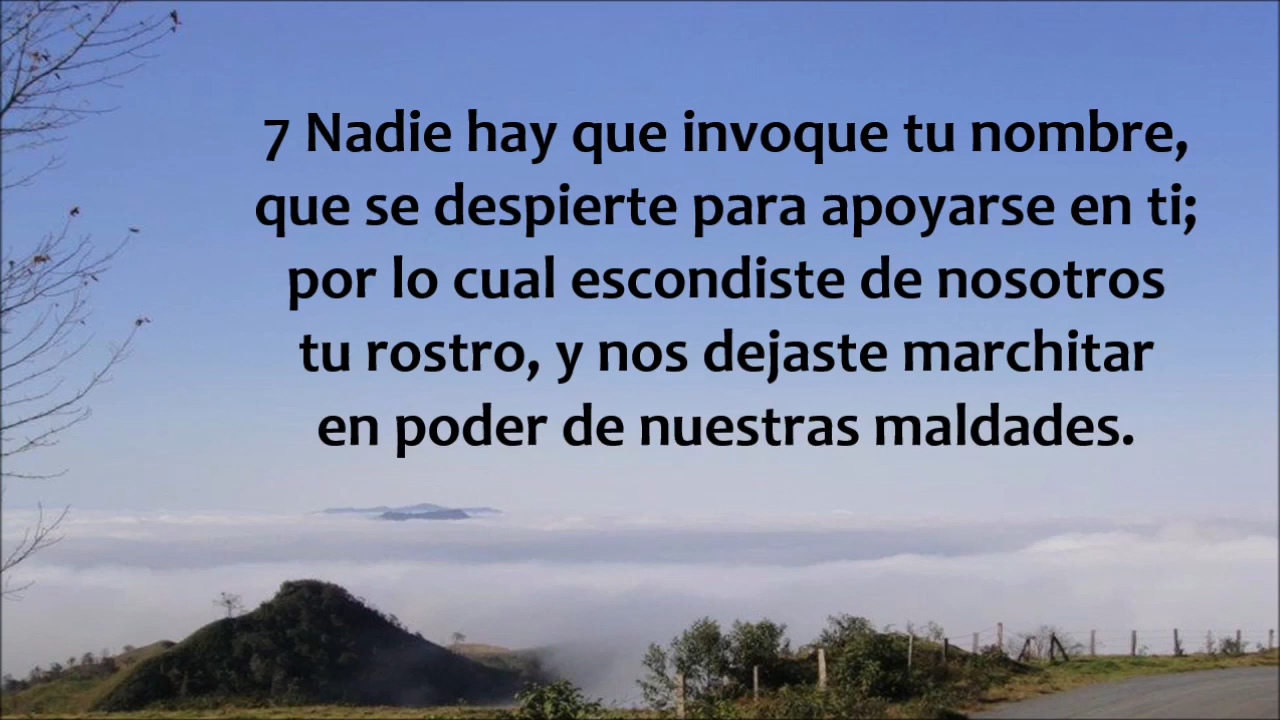 7 Nadie hay que invoque tu nombre,
que se despierte para apoyarse en ti;
por lo cual escondiste de nosotros
tu rostro, y nos dejaste marchitar
en poder de nuestras maldades.